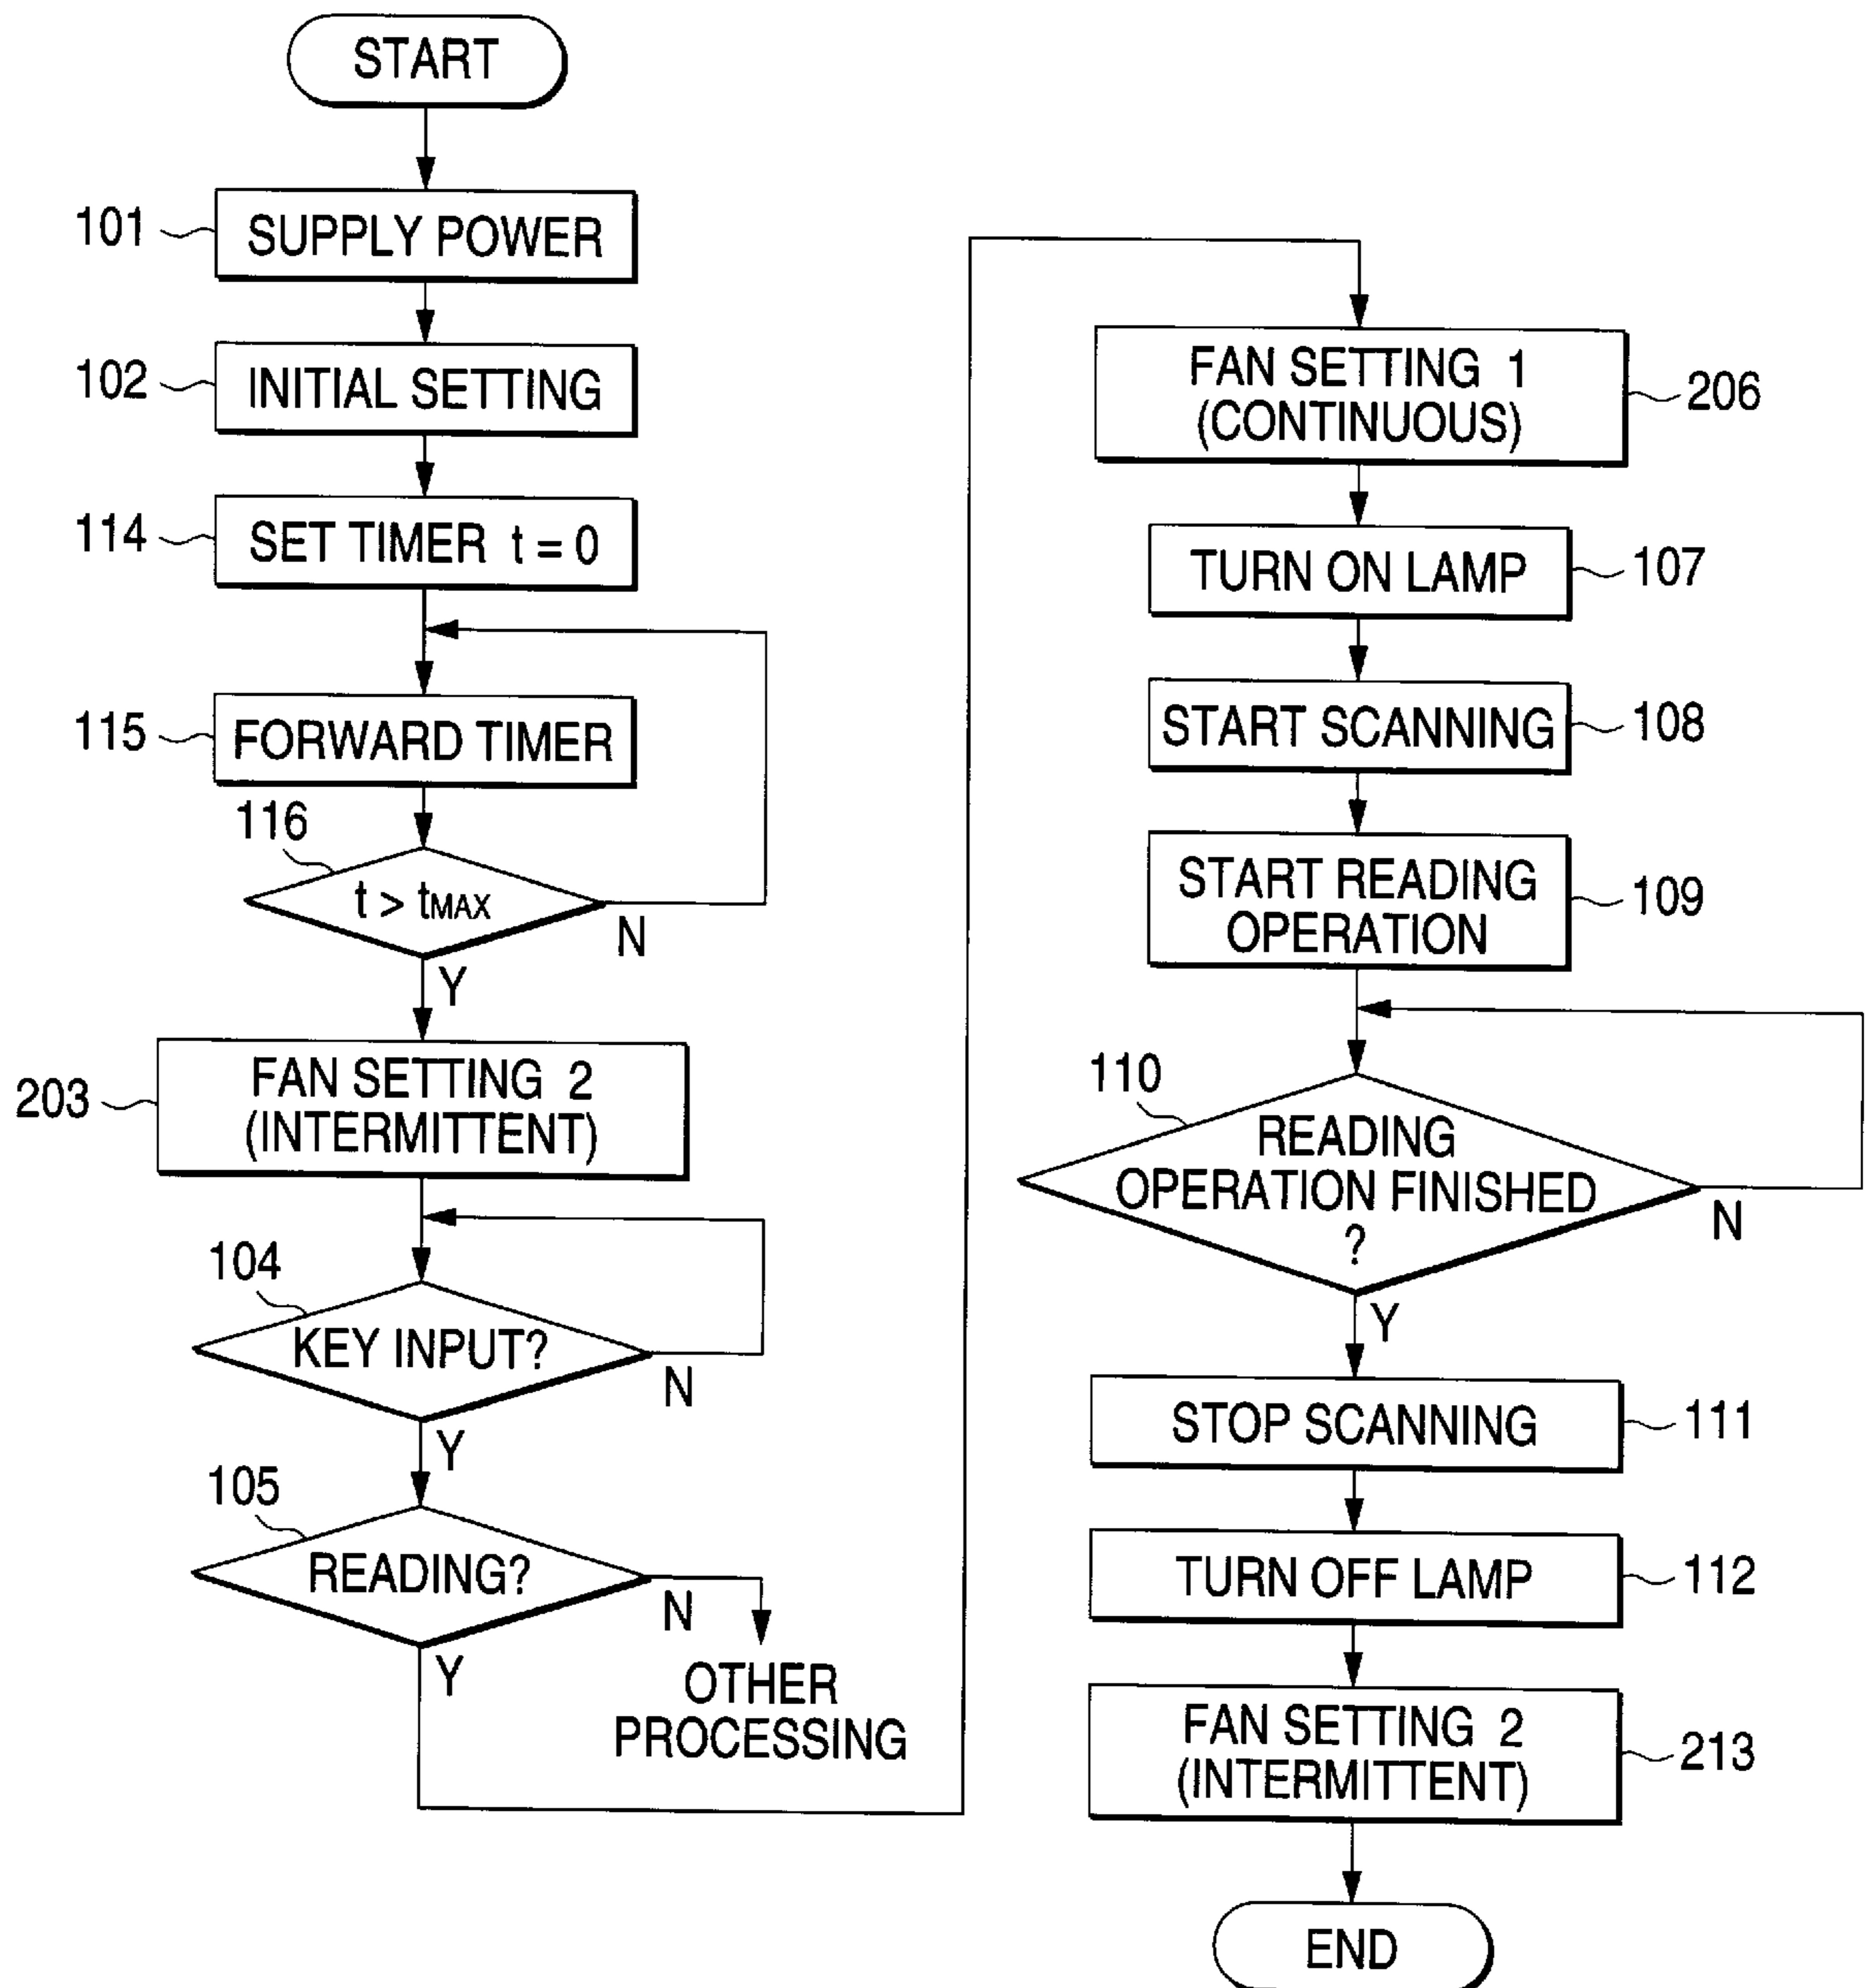 START
101
SUPPLY POWER
102
INITIAL SETTING
114
SET TIMER t = 0
115
FORWARD TIMER
116
t > tMAX
N
Y
203
FAN SETTING 2
(INTERMITTENT)
104
KEY INPUT?
N
Y
105
READING?
N
Y
OTHER
PROCESSING
FAN SETTING 1
(CONTINUOUS)
206
TURN ON LAMP
107
START SCANNING
108
START READING
OPERATION
109
110
READING
OPERATION FINISHED
?
N
Y
STOP SCANNING
111
TURN OFF LAMP
112
FAN SETTING 2
(INTERMITTENT)
213
END